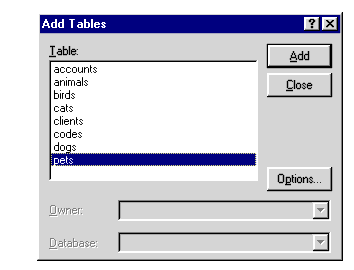 Add Tables
Table:
Add
accounts
animals
birds
cats
clients
codes
dogs
pets
Close
Options...
Owner:
Database: